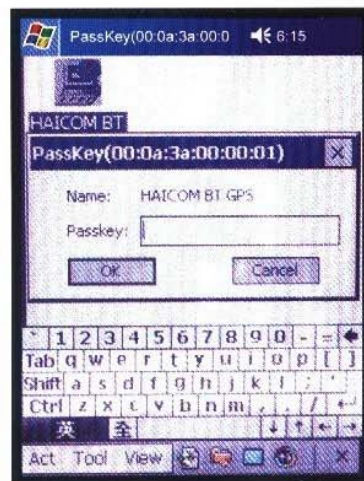 PassKey(00:0a:3a:00:0 6:15
HAICOM BT
PassKey(00:0a:3a:00:00:01)
Name: HAICOM BT GPS
Passkey:
OK Cancel
` 1 2 3 4 5 6 7 8 9 0 - =
Tab q w e r t y u i o p [ ]
Shift a s d f g h j k l ; '
Ctrl z x c v b n m , . /
英 全
Act Tool View